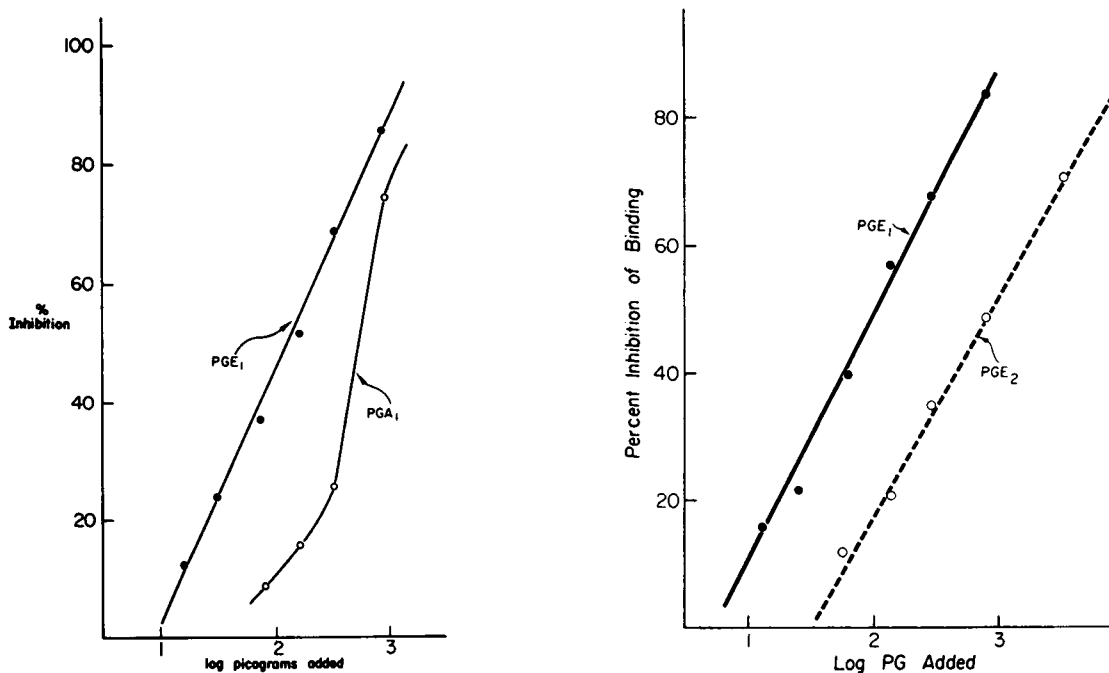 100
80
60
40
20
%
Inhibition
PGE₁
PGA₁
1
2
3
log picograms added
80
60
40
20
Percent Inhibition of Binding
PGE₁
PGE₂
1
2
3
Log PG Added